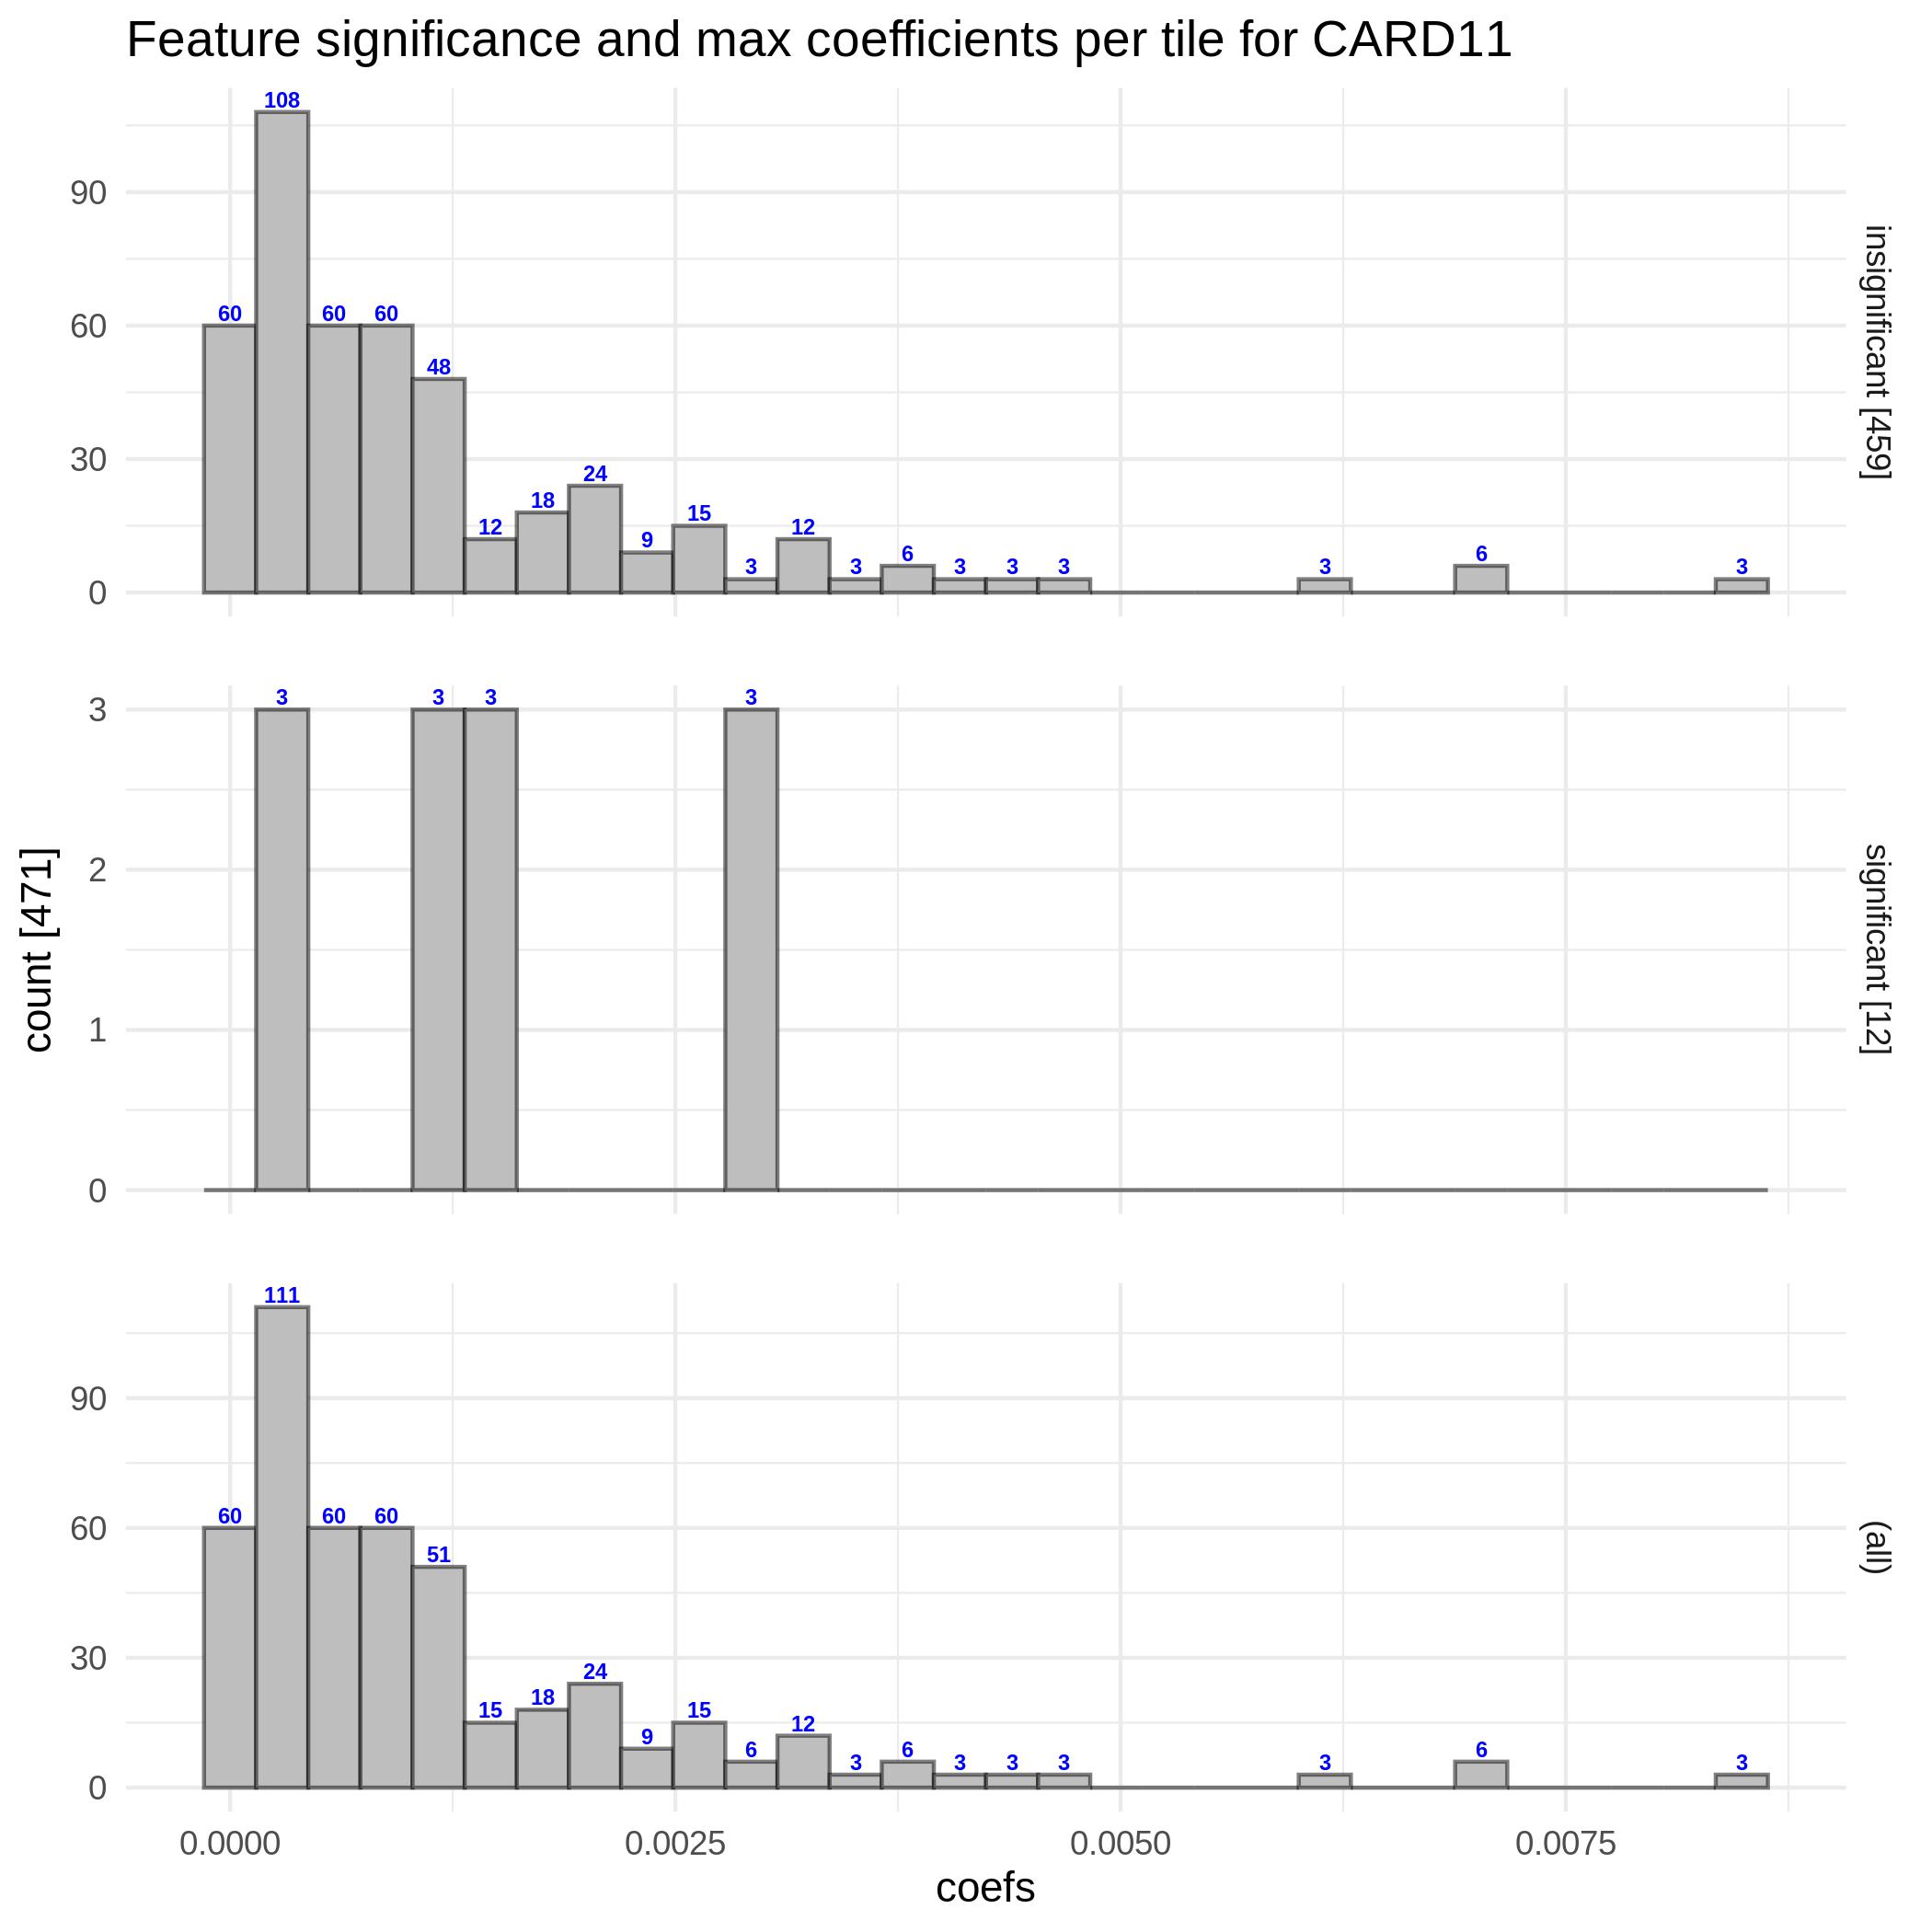 Feature significance and max coefficients per tile for CARD11
108
90
60
60 60 60
48
30
24
18
15
12 12
9
6 6
3 3 3 3 3 3 3
0
insignificant [459]
3
3 3 3 3
2
1
0
significant [12]
count [471]
111
90
60
60 60 60
51
30
24
18
15 15
12
9
6 6 6
3 3 3 3 3 3
0
(all)
0.0000 0.0025 0.0050 0.0075
coefs